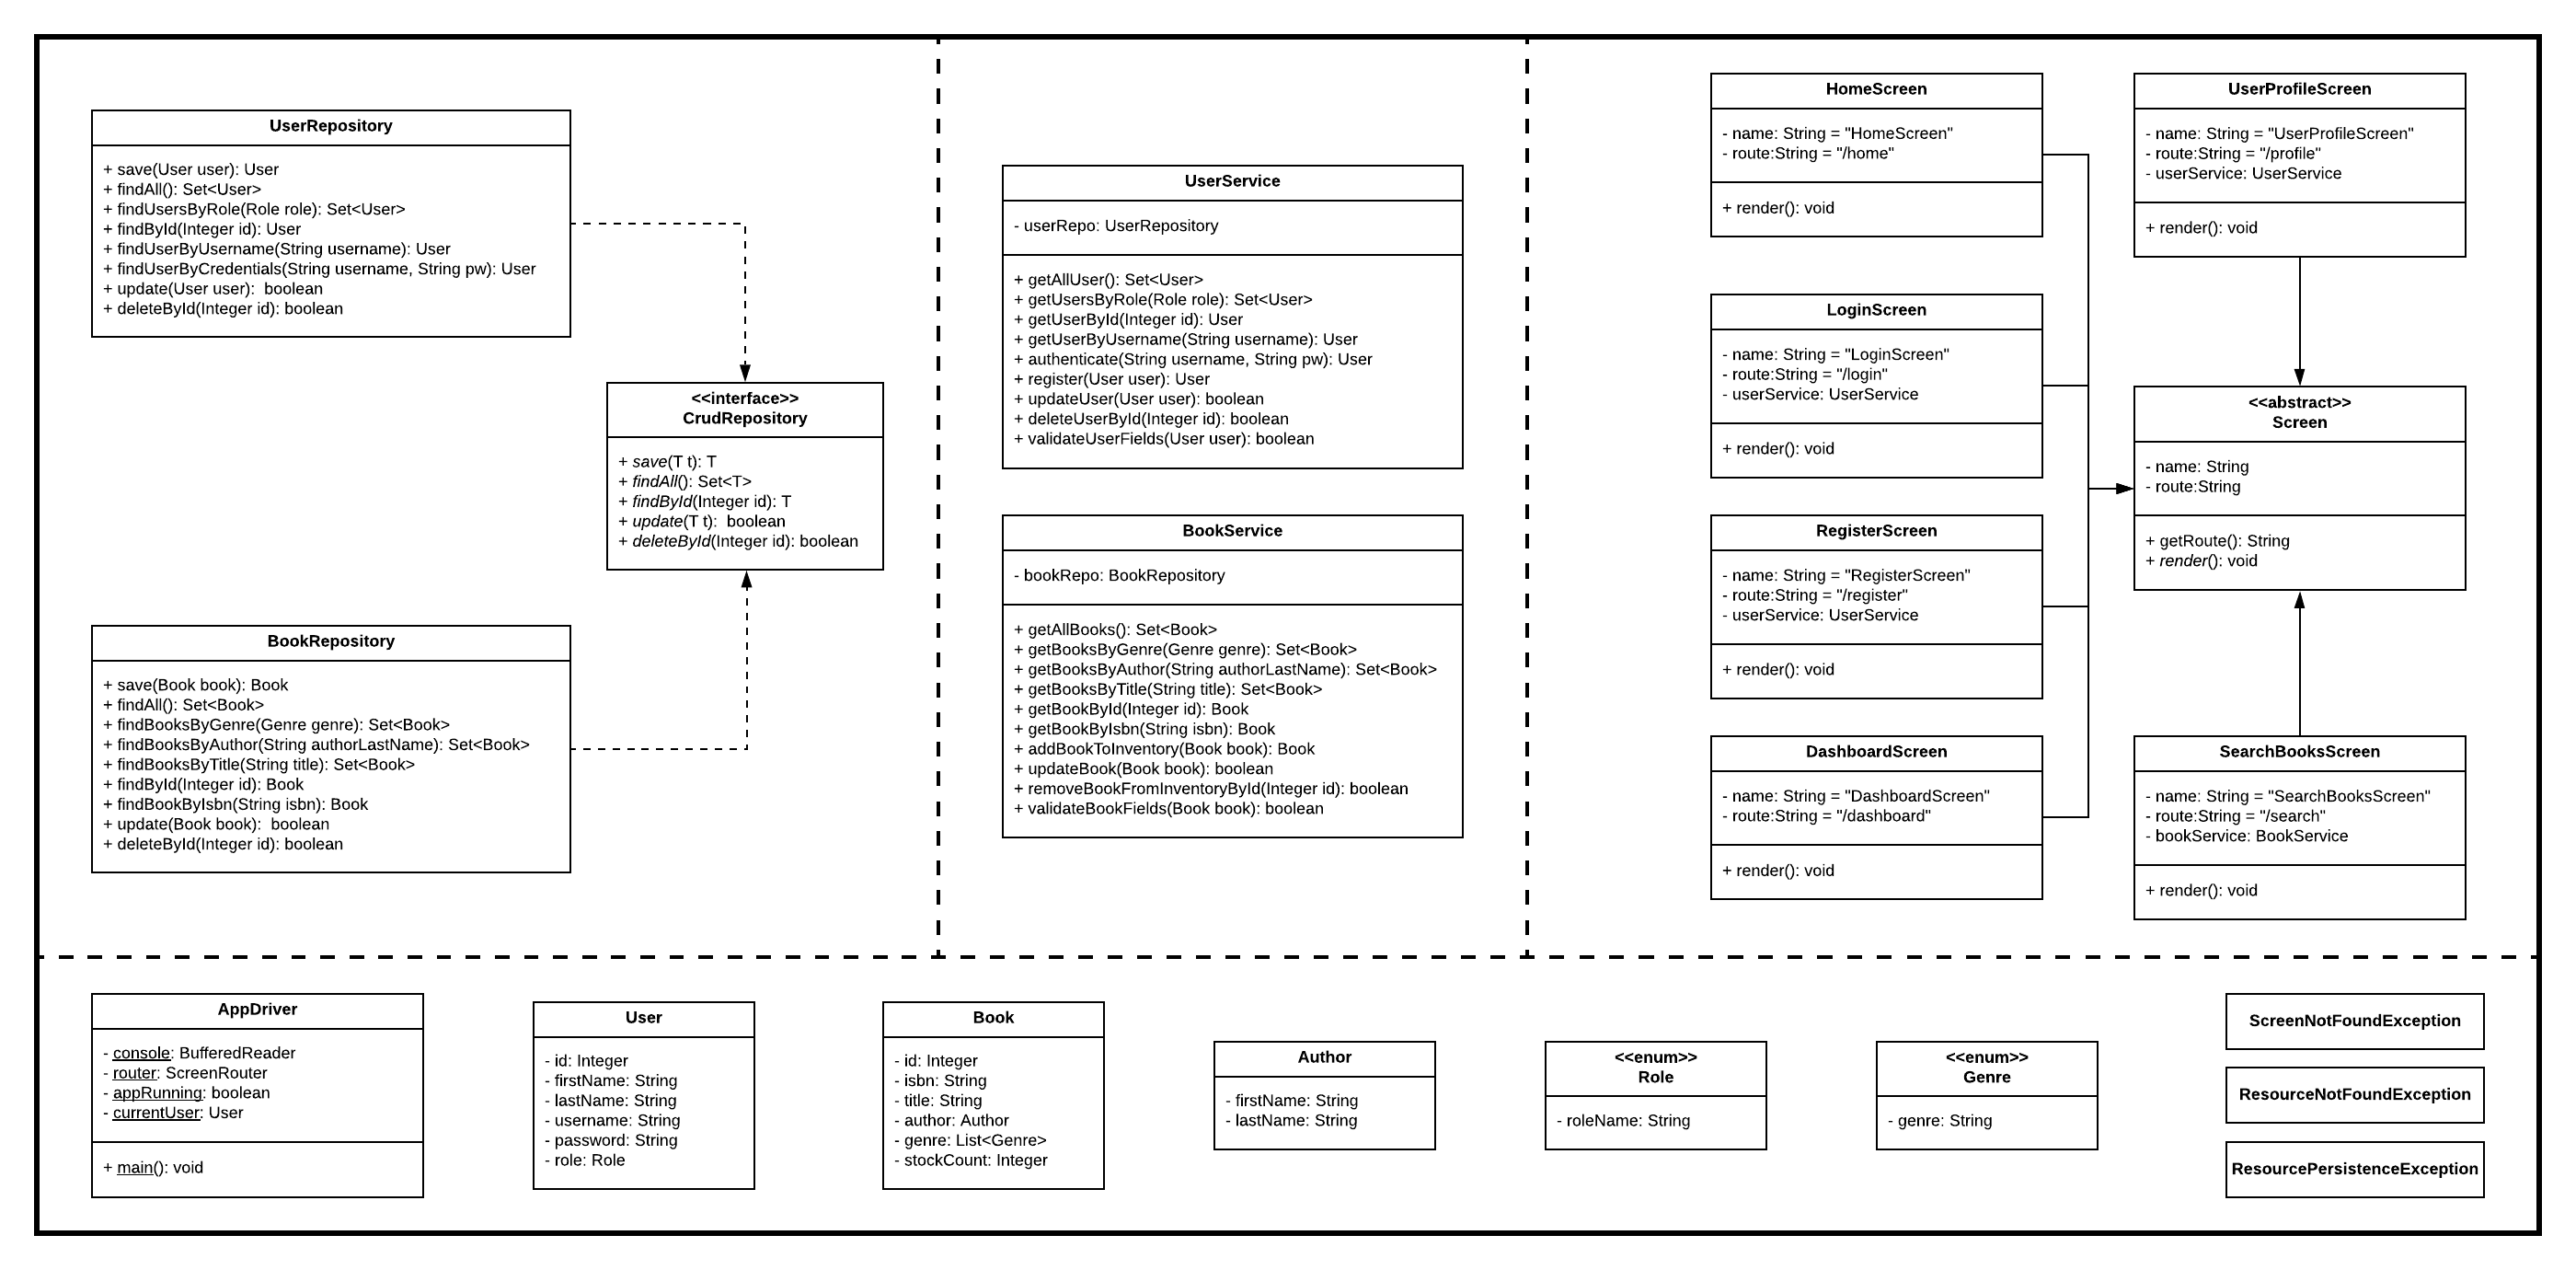 UserRepository
+ save(User user): User
+ findAll(): Set<User>
+ findUsersByRole(Role role): Set<User>
+ findById(Integer id): User
+ findUserByUsername(String username): User
+ findUserByCredentials(String username, String pw): User
+ update(User user):  boolean
+ deleteById(Integer id): boolean
<<interface>>
CrudRepository
+ save(T t): T
+ findAll(): Set<T>
+ findById(Integer id): T
+ update(T t):  boolean
+ deleteById(Integer id): boolean
BookRepository
+ save(Book book): Book
+ findAll(): Set<Book>
+ findBooksByGenre(Genre genre): Set<Book>
+ findBooksByAuthor(String authorLastName): Set<Book>
+ findBooksByTitle(String title): Set<Book>
+ findById(Integer id): Book
+ findBookByIsbn(String isbn): Book
+ update(Book book):  boolean
+ deleteById(Integer id): boolean
UserService
- userRepo: UserRepository
+ getAllUser(): Set<User>
+ getUsersByRole(Role role): Set<User>
+ getUserById(Integer id): User
+ getUserByUsername(String username): User
+ authenticate(String username, String pw): User
+ register(User user): User
+ updateUser(User user): boolean
+ deleteUserById(Integer id): boolean
+ validateUserFields(User user): boolean
BookService
- bookRepo: BookRepository
+ getAllBooks(): Set<Book>
+ getBooksByGenre(Genre genre): Set<Book>
+ getBooksByAuthor(String authorLastName): Set<Book>
+ getBooksByTitle(String title): Set<Book>
+ getBookById(Integer id): Book
+ getBookByIsbn(String isbn): Book
+ addBookToInventory(Book book): Book
+ updateBook(Book book): boolean
+ removeBookFromInventoryById(Integer id): boolean
+ validateBookFields(Book book): boolean
HomeScreen
- name: String = "HomeScreen"
- route:String = "/home"
+ render(): void
LoginScreen
- name: String = "LoginScreen"
- route:String = "/login"
- userService: UserService
+ render(): void
RegisterScreen
- name: String = "RegisterScreen"
- route:String = "/register"
- userService: UserService
+ render(): void
DashboardScreen
- name: String = "DashboardScreen"
- route:String = "/dashboard"
+ render(): void
UserProfileScreen
- name: String = "UserProfileScreen"
- route:String = "/profile"
- userService: UserService
+ render(): void
<<abstract>>
Screen
- name: String
- route:String
+ getRoute(): String
+ render(): void
SearchBooksScreen
- name: String = "SearchBooksScreen"
- route:String = "/search"
- bookService: BookService
+ render(): void
AppDriver
- console: BufferedReader
- router: ScreenRouter
- appRunning: boolean
- currentUser: User
+ main(): void
User
- id: Integer
- firstName: String
- lastName: String
- username: String
- password: String
- role: Role
Book
- id: Integer
- isbn: String
- title: String
- author: Author
- genre: List<Genre>
- stockCount: Integer
Author
- firstName: String
- lastName: String
<<enum>>
Role
- roleName: String
<<enum>>
Genre
- genre: String
ScreenNotFoundException
ResourceNotFoundException
ResourcePersistenceException